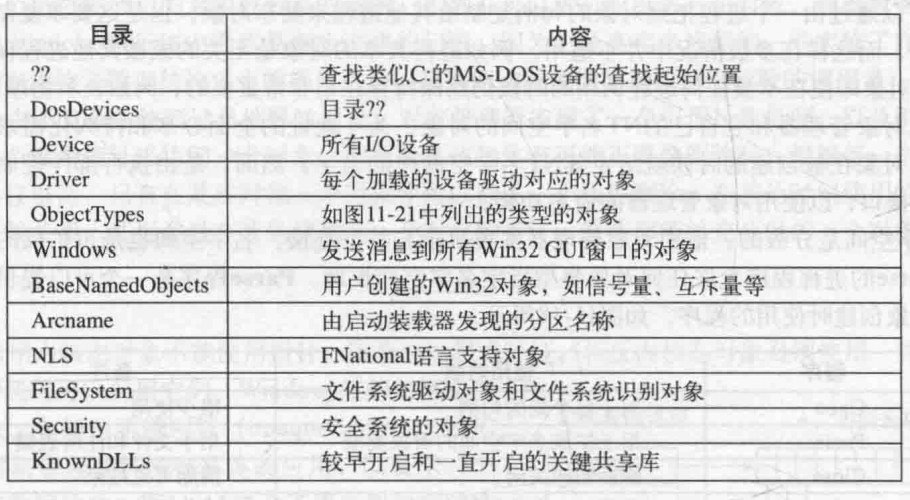 目录 内容
?? 查找类似C:的MS-DOS设备的查找起始位置
DosDevices 目录??
Device 所有I/O设备
Driver 每个加载的设备驱动对应的对象
ObjectTypes 如图11-21中列出的类型的对象
Windows 发送消息到所有Win32 GUI窗口的对象
BaseNamedObjects 用户创建的Win32对象，如信号量、互斥量等
Arcname 由启动装载器发现的分区名称
NLS FNational语言支持对象
FileSystem 文件系统驱动对象和文件系统识别对象
Security 安全系统的对象
KnownDLLs 较早开启和一直开启的关键共享库